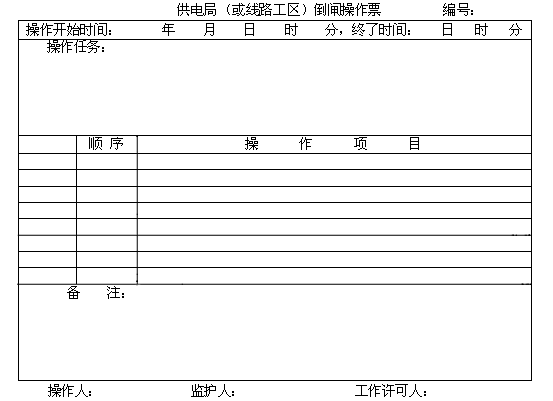 供电局（或线路工区）倒闸操作票 编号：
操作开始时间： 年 月 日 时 分，终了时间： 日 时 分
操作任务：
顺 序 操 作 项 目
备 注：
操作人： 监护人： 工作许可人：